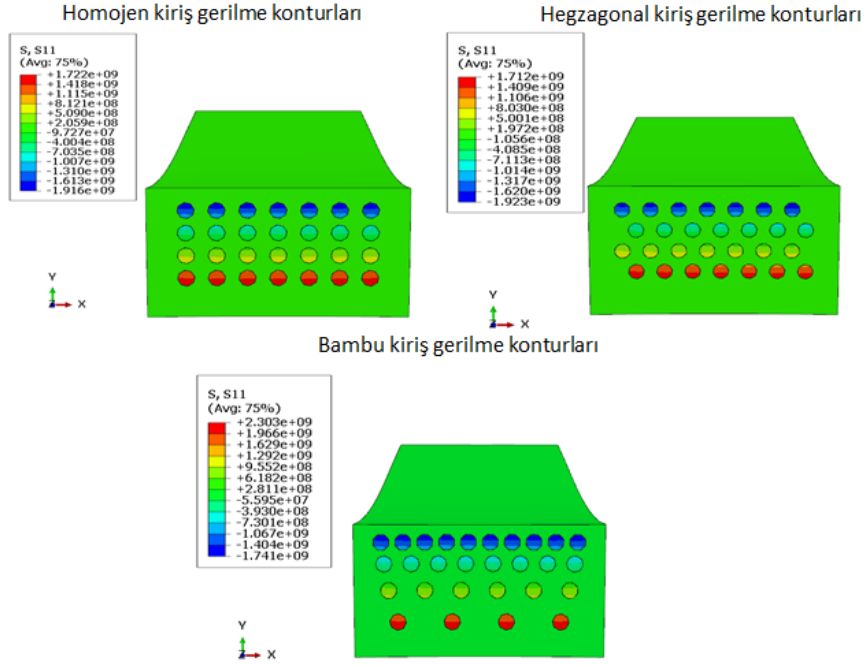 Homojen kiriş gerilme konturları
S, S11
(Avg: 75%)
+1.722e+09
+1.418e+09
+1.115e+09
+8.121e+08
+5.090e+08
+2.059e+08
-9.727e+07
-4.004e+08
-7.035e+08
-1.007e+09
-1.310e+09
-1.613e+09
-1.916e+09
Y
Z
X
Hegzagonal kiriş gerilme konturları
S, S11
(Avg: 75%)
+1.712e+09
+1.409e+09
+1.106e+09
+8.030e+08
+5.001e+08
+1.972e+08
-1.056e+08
-4.085e+08
-7.113e+08
-1.014e+09
-1.317e+09
-1.620e+09
-1.923e+09
Y
Z
X
Bambu kiriş gerilme konturları
S, S11
(Avg: 75%)
+2.303e+09
+1.966e+09
+1.629e+09
+1.292e+09
+9.552e+08
+6.182e+08
+2.811e+08
-5.595e+07
-3.930e+08
-7.301e+08
-1.067e+09
-1.404e+09
-1.741e+09
Y
Z
X